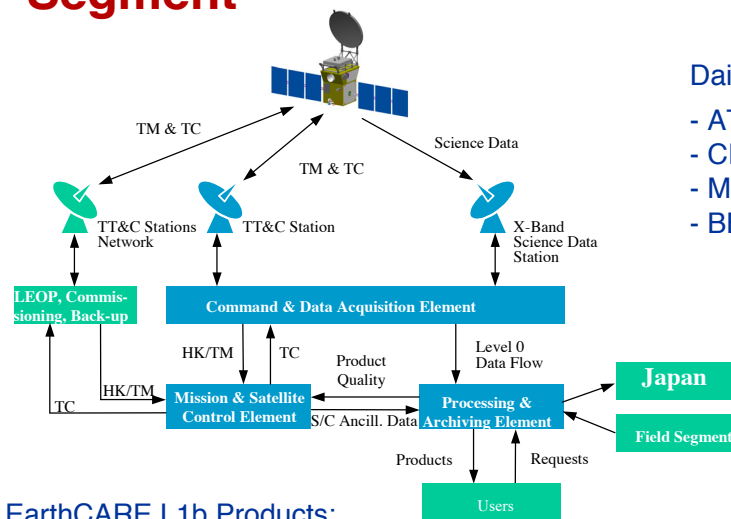 Segment
Dai
- AT
- Cl
- M
- Bl
TM & TC
TM & TC
Science Data
TT&C Stations
Network
TT&C Station
X-Band
Science Data
Station
LEOP, Commis-
sioning, Back-up
Command & Data Acquisition Element
HK/TM
TC
Product
Quality
Level 0
Data Flow
Japan
TC
HK/TM
Mission & Satellite
Control Element
S/C Ancill. Data
Processing &
Archiving Element
Field Segment
Products
Requests
Users
EarthCARE L1b Products: